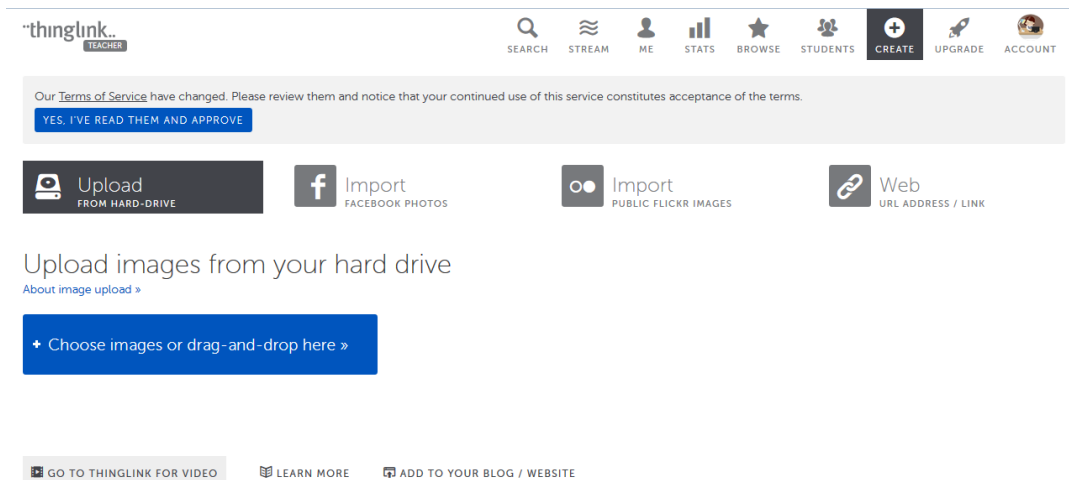 thinglink..
TEACHER
SEARCH
STREAM
ME
STATS
BROWSE
STUDENTS
CREATE
UPGRADE
ACCOUNT
Our Terms of Service have changed. Please review them and notice that your continued use of this service constitutes acceptance of the terms.
YES, I'VE READ THEM AND APPROVE
Upload
FROM HARD-DRIVE
Import
FACEBOOK PHOTOS
Import
PUBLIC FLICKR IMAGES
Web
URL ADDRESS / LINK
Upload images from your hard drive
About image upload »
+ Choose images or drag-and-drop here »
GO TO THINGLINK FOR VIDEO
LEARN MORE
ADD TO YOUR BLOG / WEBSITE